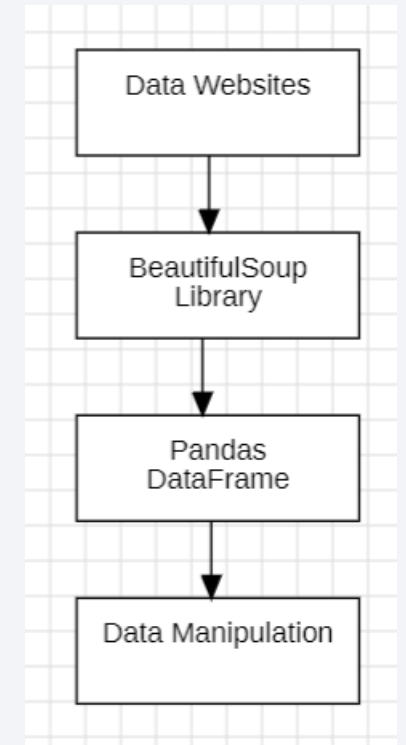 Data Websites
BeautifulSoup
Library
Pandas
DataFrame
Data Manipulation